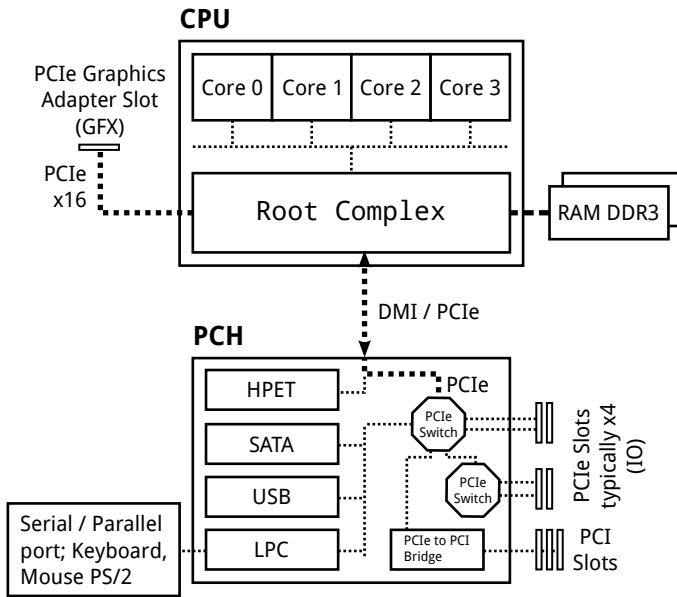 CPU
PCIe Graphics
Adapter Slot
(GFX)
Core 0
Core 1
Core 2
Core 3
PCIe
x16
Root Complex
RAM DDR3
DMI / PCIe
PCH
HPET
PCIe
PCIe
Switch
SATA
PCIe
Switch
USB
PCIe Slots
typically x4
(IO)
Serial / Parallel
port; Keyboard,
Mouse PS/2
LPC
PCIe to PCI
Bridge
PCI
Slots